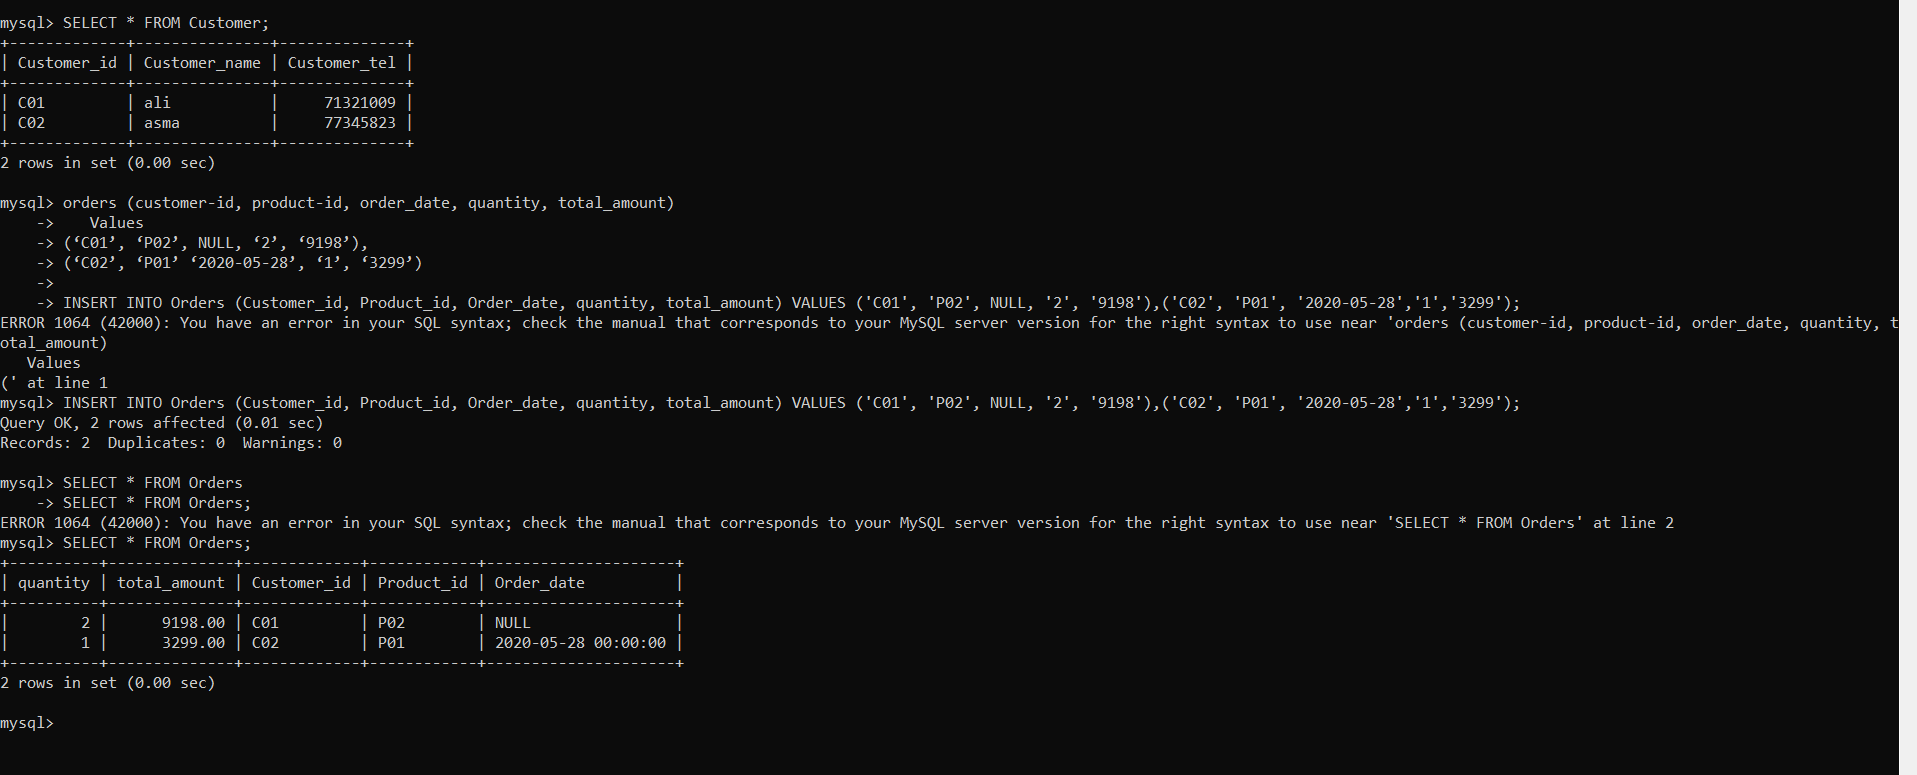 mysql> SELECT * FROM Customer;
+-------------+---------------+--------------+
| Customer_id | Customer_name | Customer_tel |
+-------------+---------------+--------------+
| C01         | ali           |     71321009 |
| C02         | asma          |     77345823 |
+-------------+---------------+--------------+
2 rows in set (0.00 sec)

mysql> orders (customer-id, product-id, order_date, quantity, total_amount)
    ->    Values
    -> (‘C01’, ‘P02’, NULL, ‘2’, ‘9198’),
    -> (‘C02’, ‘P01’ ‘2020-05-28’, ‘1’, ‘3299’)
    ->
    -> INSERT INTO Orders (Customer_id, Product_id, Order_date, quantity, total_amount) VALUES ('C01', 'P02', NULL, '2', '9198'),('C02', 'P01', '2020-05-28','1','3299');
ERROR 1064 (42000): You have an error in your SQL syntax; check the manual that corresponds to your MySQL server version for the right syntax to use near 'orders (customer-id, product-id, order_date, quantity, t
otal_amount)
   Values
(' at line 1
mysql> INSERT INTO Orders (Customer_id, Product_id, Order_date, quantity, total_amount) VALUES ('C01', 'P02', NULL, '2', '9198'),('C02', 'P01', '2020-05-28','1','3299');
Query OK, 2 rows affected (0.01 sec)
Records: 2  Duplicates: 0  Warnings: 0

mysql> SELECT * FROM Orders
    -> SELECT * FROM Orders;
ERROR 1064 (42000): You have an error in your SQL syntax; check the manual that corresponds to your MySQL server version for the right syntax to use near 'SELECT * FROM Orders' at line 2
mysql> SELECT * FROM Orders;
+----------+--------------+-------------+------------+---------------------+
| quantity | total_amount | Customer_id | Product_id | Order_date          |
+----------+--------------+-------------+------------+---------------------+
|        2 |      9198.00 | C01         | P02        | NULL                |
|        1 |      3299.00 | C02         | P01        | 2020-05-28 00:00:00 |
+----------+--------------+-------------+------------+---------------------+
2 rows in set (0.00 sec)

mysql>